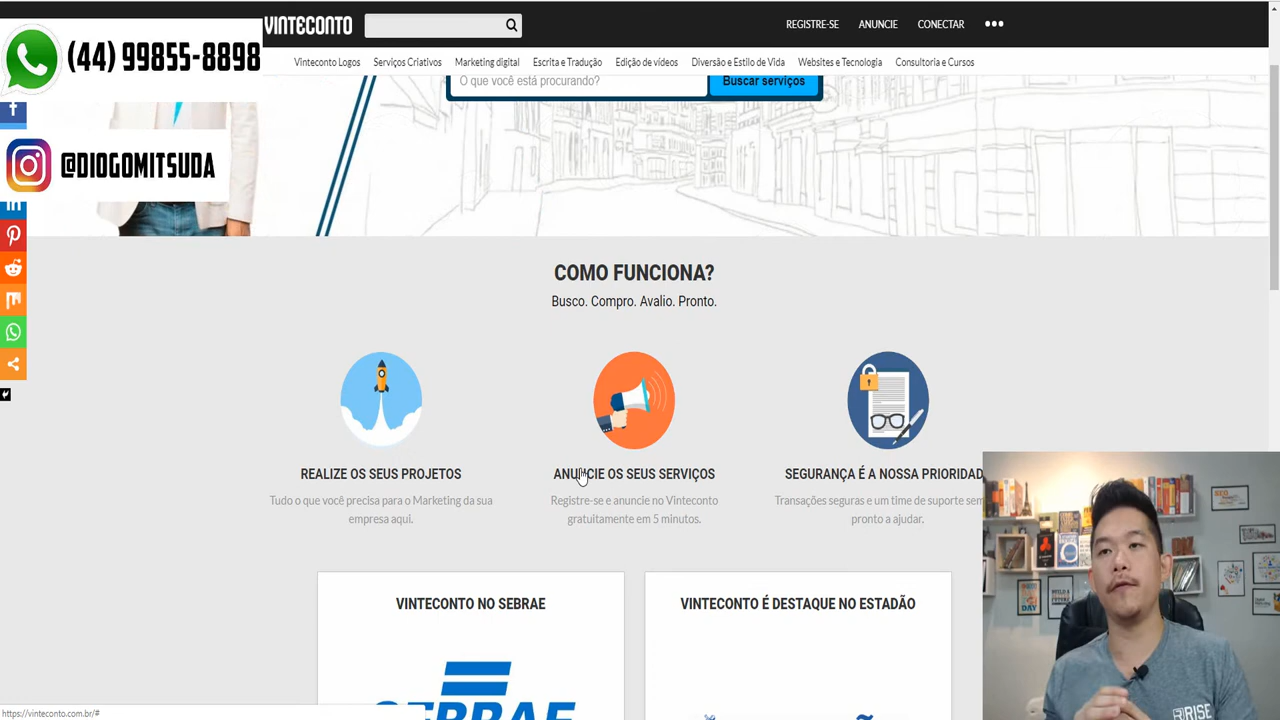 (44) 99855-8898
VINTECONTO
REGISTRE-SE
ANUNCIE
CONECTAR
Vinteconto Logos
Serviços Criativos
Marketing digital
Escrita e Tradução
Edição de vídeos
Diversão e Estilo de Vida
Websites e Tecnologia
Consultoria e Cursos
O que você está procurando?
Buscar serviços
@DIOGOMITSUDA
COMO FUNCIONA?
Busco. Compro. Avalio. Pronto.
REALIZE OS SEUS PROJETOS
Tudo o que você precisa para o Marketing da sua
empresa aqui.
ANUNCIE OS SEUS SERVIÇOS
Registre-se e anuncie no Vinteconto
gratuitamente em 5 minutos.
SEGURANÇA É A NOSSA PRIORIDAD
Transações seguras e um time de suporte sem
pronto a ajudar.
VINTECONTO NO SEBRAE
SEBRAE
VINTECONTO É DESTAQUE NO ESTADÃO
https://vinteconto.com.br/#
RISE